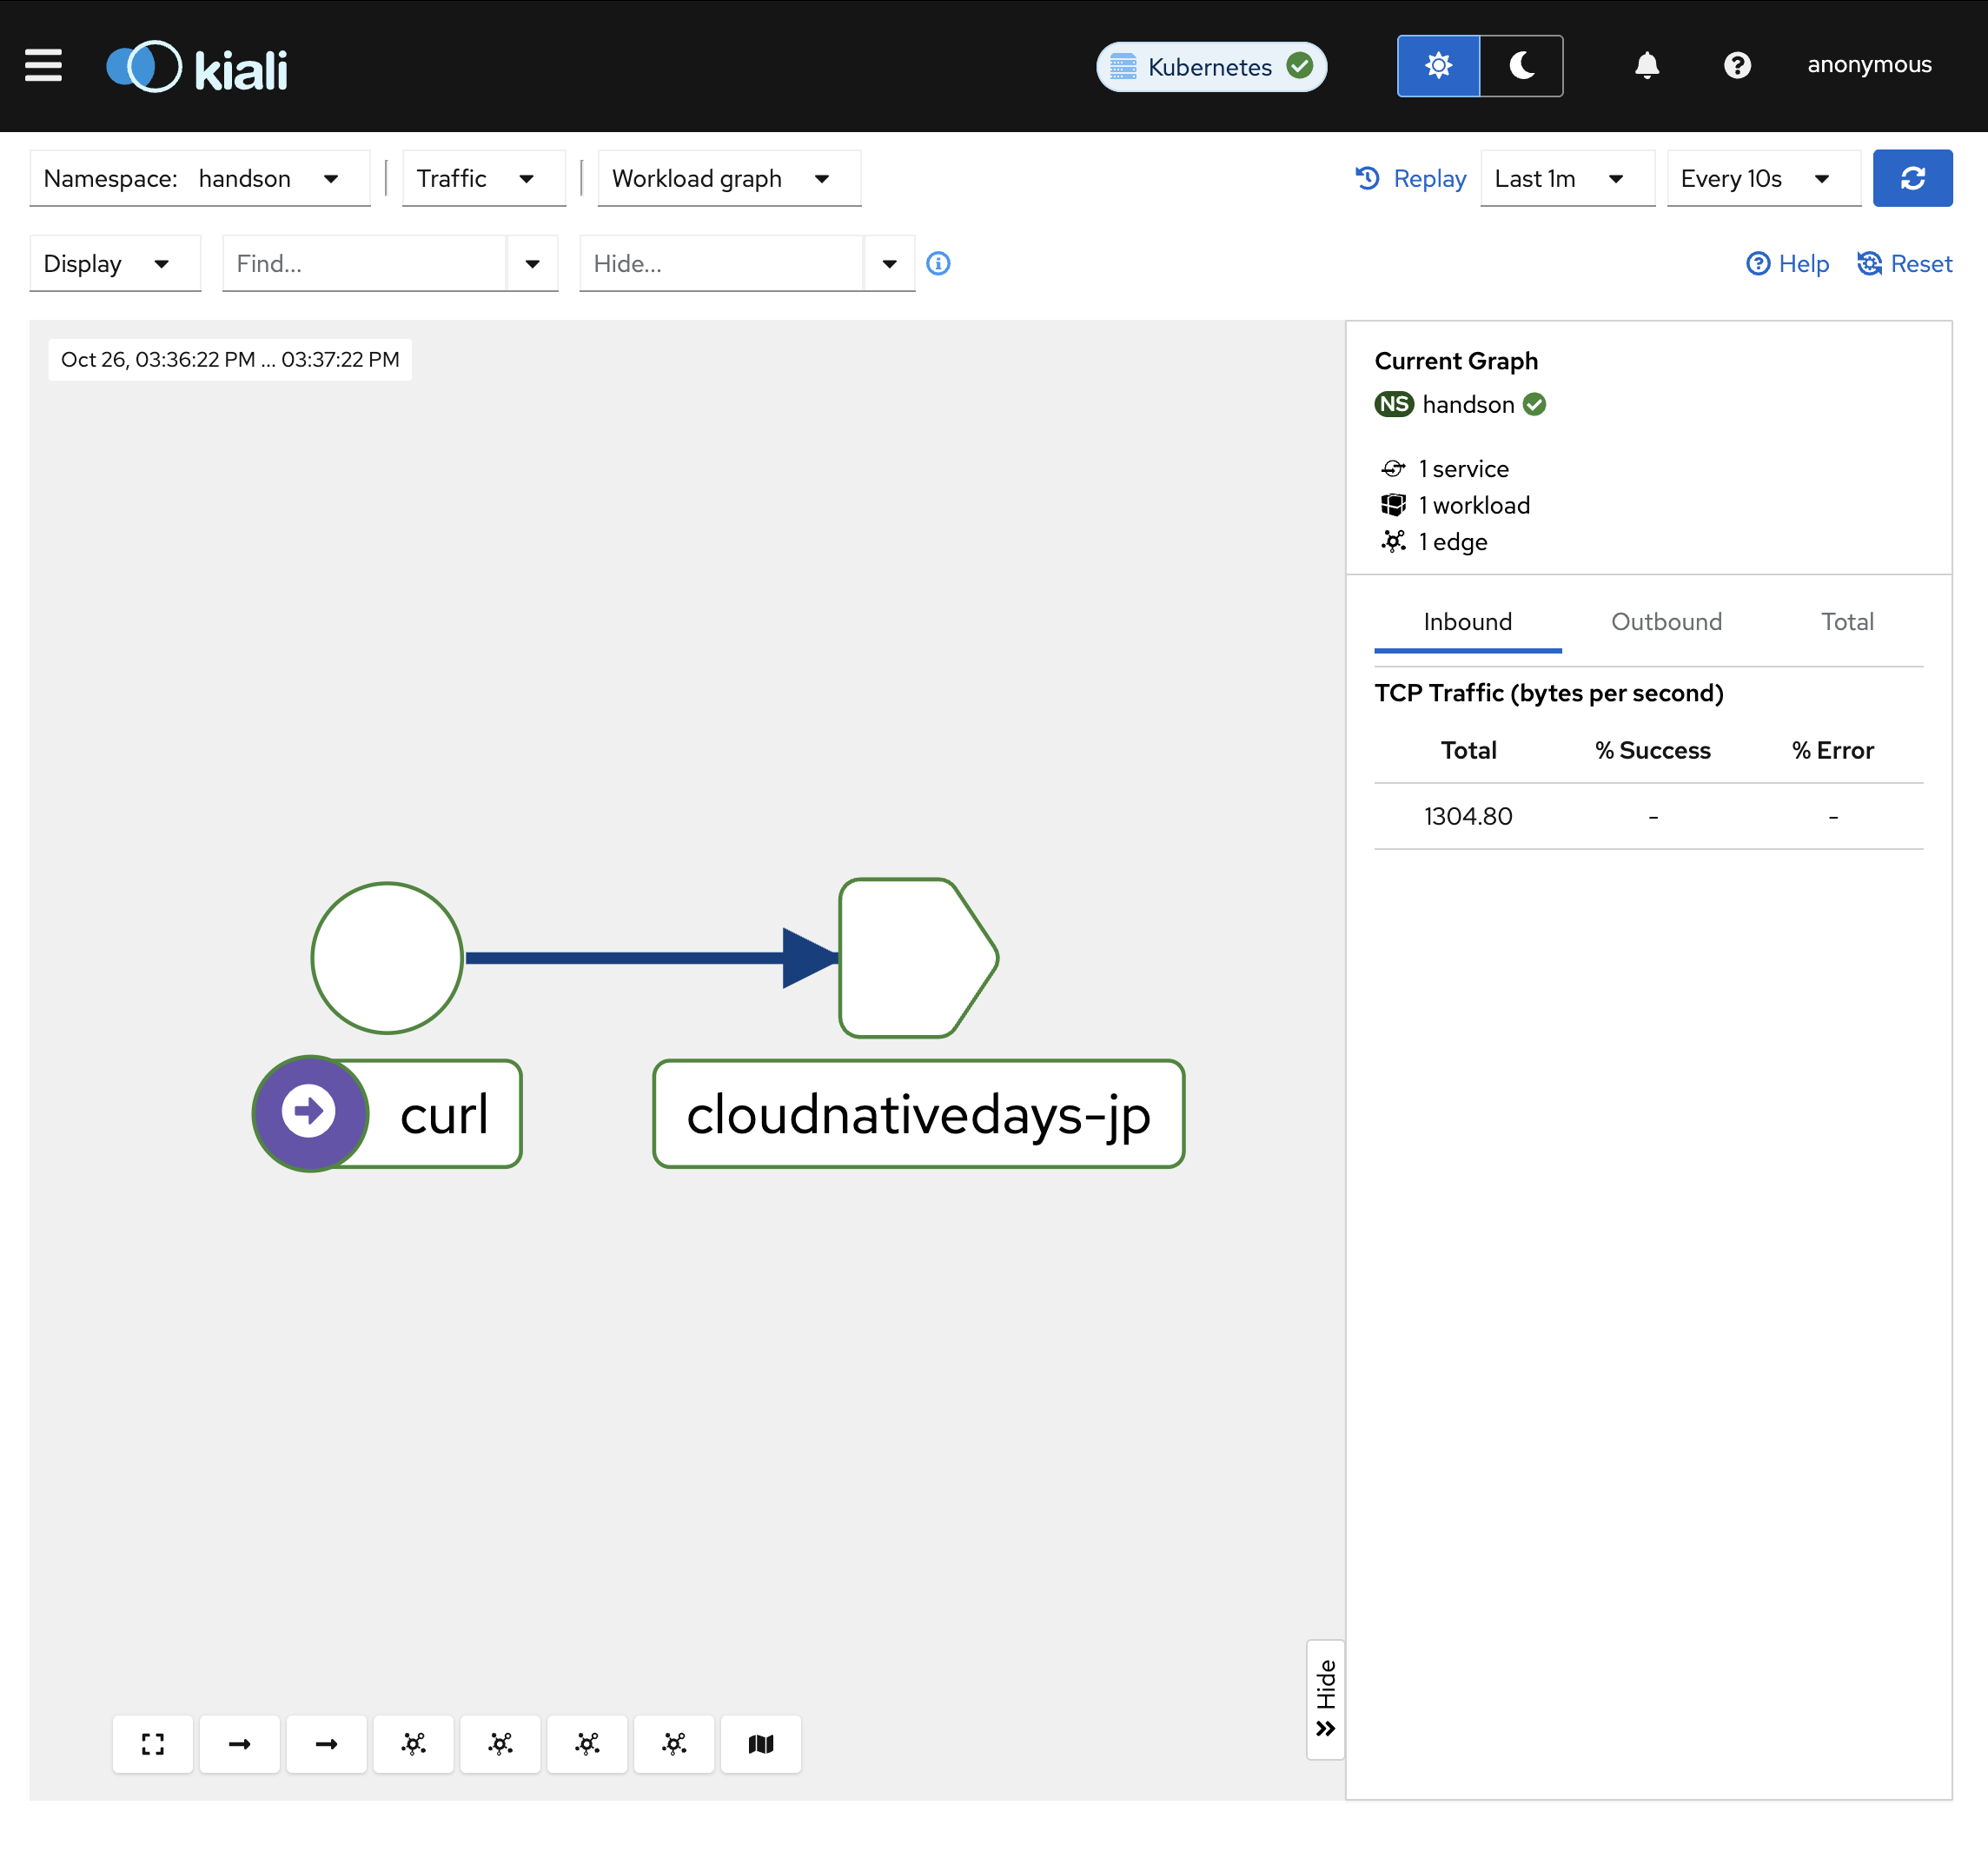 kiali
Kubernetes
anonymous
Namespace: handson
Traffic
Workload graph
Replay
Last 1m
Every 10s
Display
Find...
Hide...
Help
Reset
Oct 26, 03:36:22 PM ... 03:37:22 PM
Current Graph
NS handson
1 service
1 workload
1 edge
Inbound Outbound Total
TCP Traffic (bytes per second)
Total % Success % Error
1304.80 - -
curl
cloudnativedays-jp
Hide